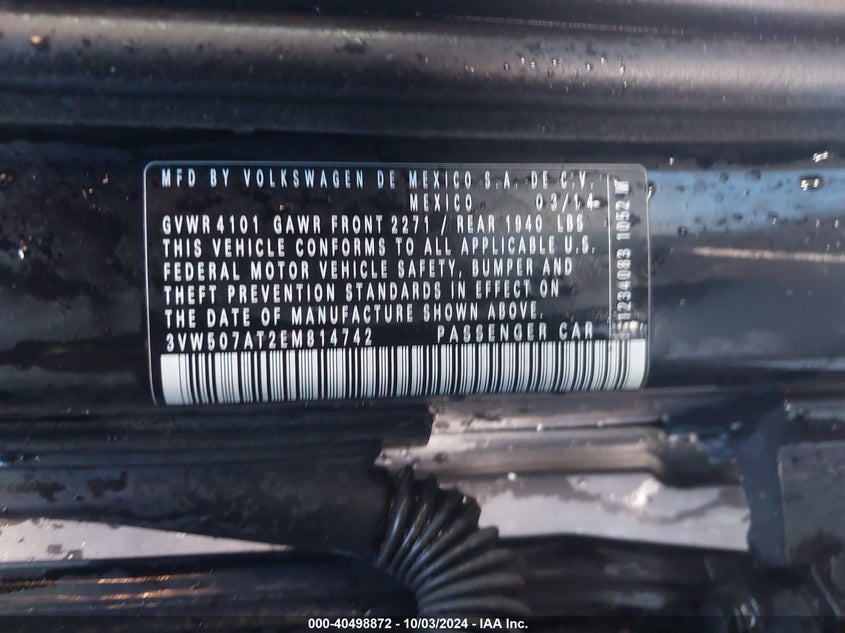 MFD BY VOLKSWAGEN DE MEXICO S.A. DE C.V.
MEXICO 03/14
GVWR 4101 GAWR FRONT 2271 / REAR 1940 LBS
THIS VEHICLE CONFORMS TO ALL APPLICABLE U.S.
FEDERAL MOTOR VEHICLE SAFETY, BUMPER AND
THEFT PREVENTION STANDARDS IN EFFECT ON
THE DATE OF MANUFACTURE SHOWN ABOVE.
3VW507AT2EM814742 PASSENGER CAR
1234083 1052 W
000-40498872 - 10/03/2024 - IAA Inc.